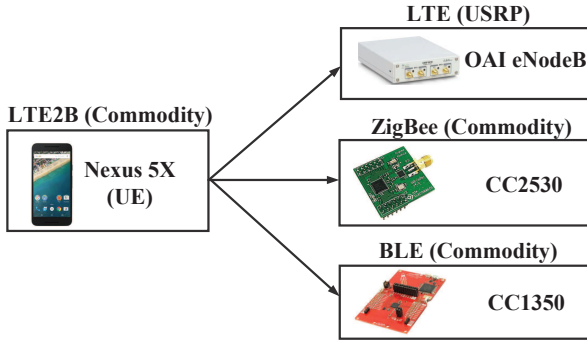 LTE (USRP)
OAI eNodeB
LTE2B (Commodity)
Nexus 5X
(UE)
ZigBee (Commodity)
CC2530
BLE (Commodity)
CC1350